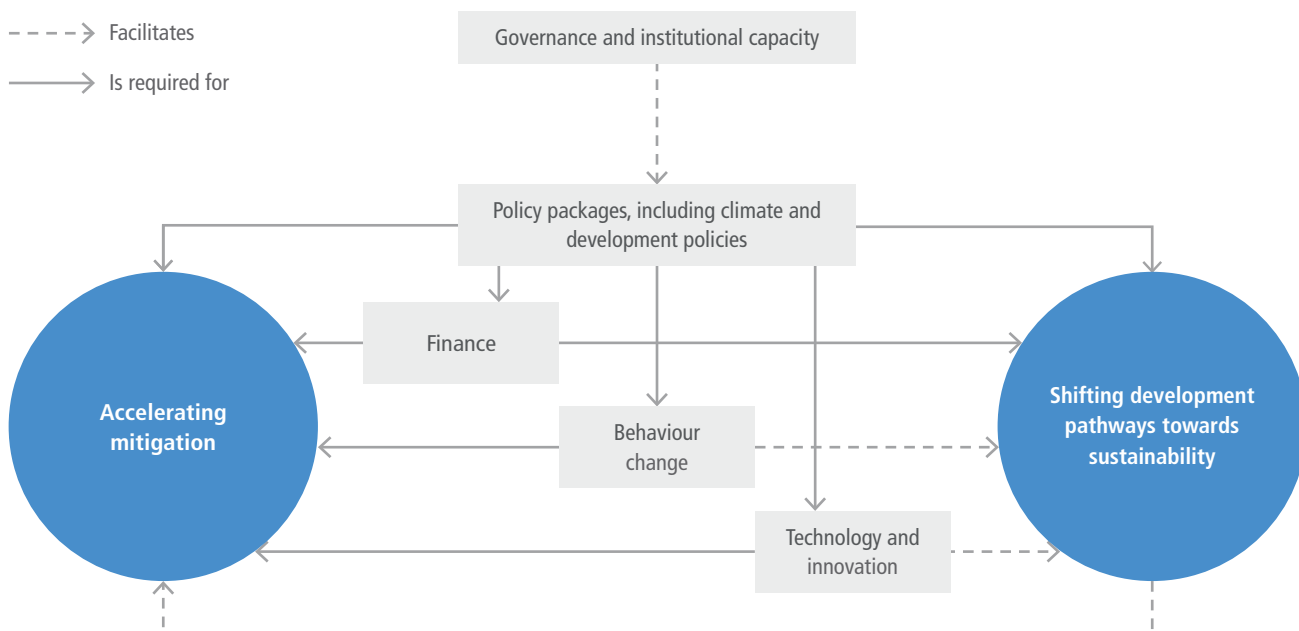 Facilitates
Is required for
Governance and institutional capacity
Policy packages, including climate and
development policies
Finance
Accelerating
mitigation
Behaviour
change
Shifting development
pathways towards
sustainability
Technology and
innovation